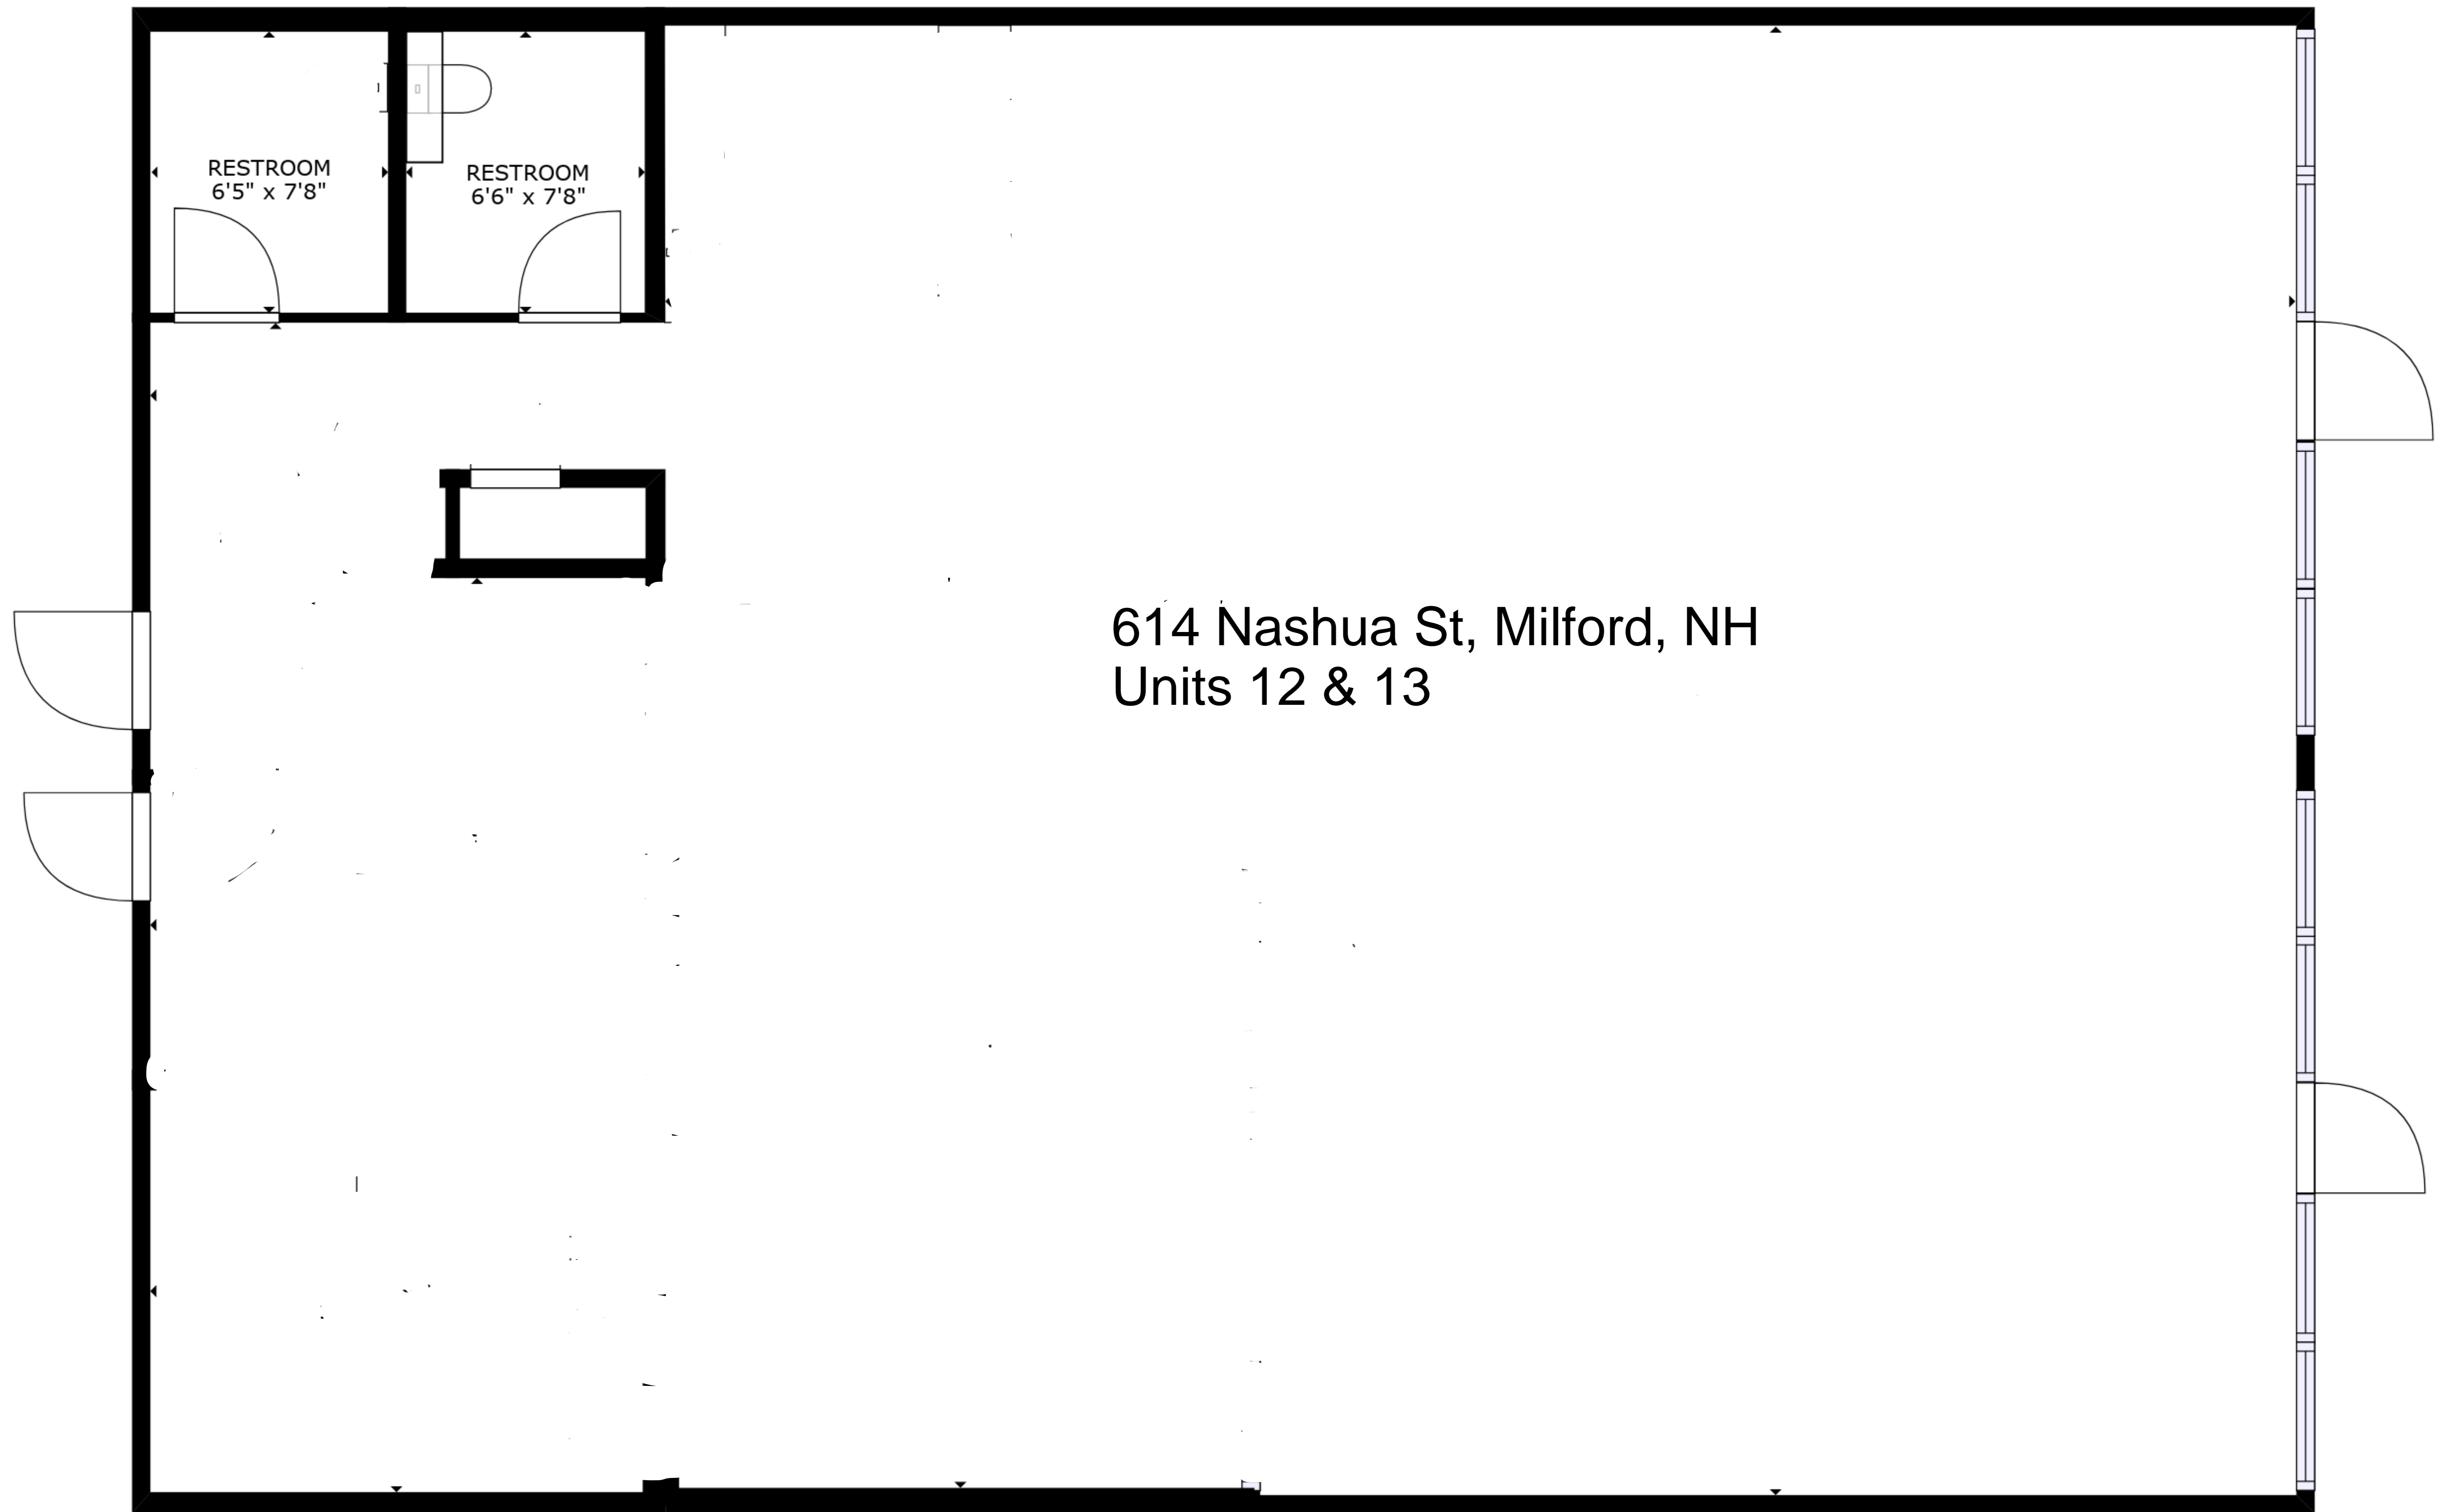 RESTROOM
6'5" x 7'8"
RESTROOM
6'6" x 7'8"
614 Nashua St, Milford, NH
Units 12 & 13